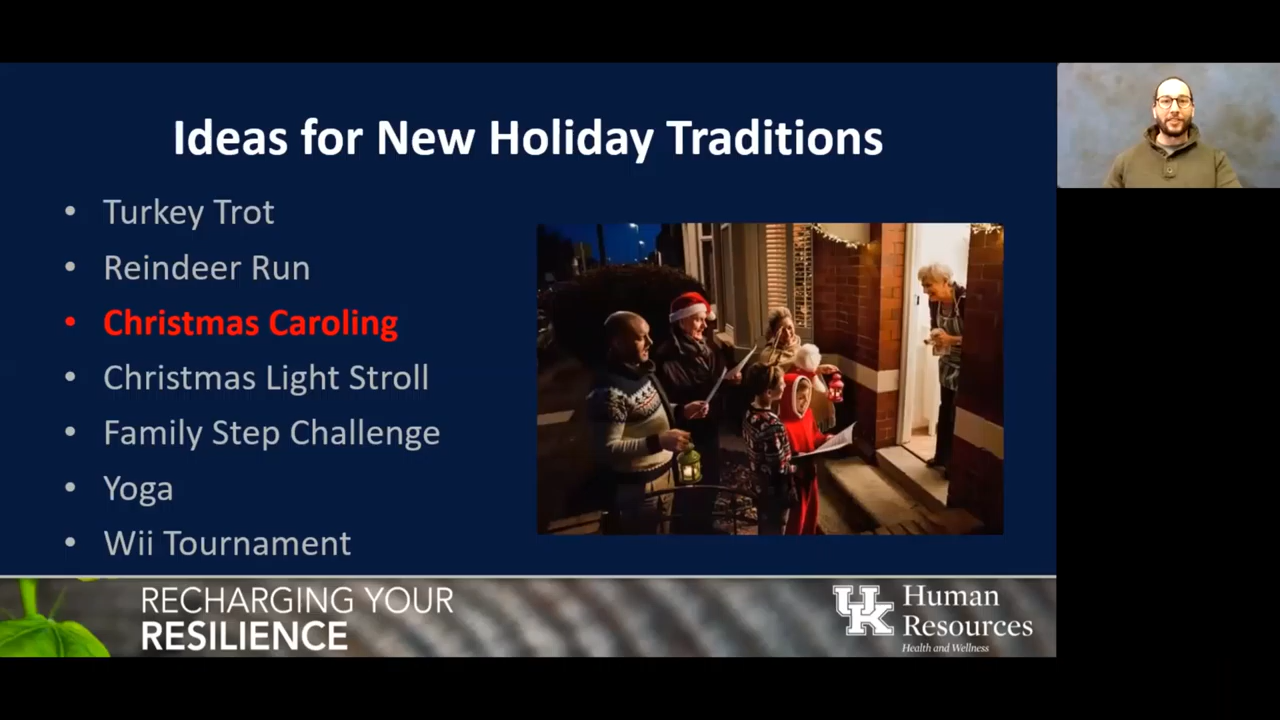 Ideas for New Holiday Traditions
• Turkey Trot
• Reindeer Run
• Christmas Caroling
• Christmas Light Stroll
• Family Step Challenge
• Yoga
• Wii Tournament
RECHARGING YOUR
RESILIENCE
UK
Human
Resources
Health and Wellness